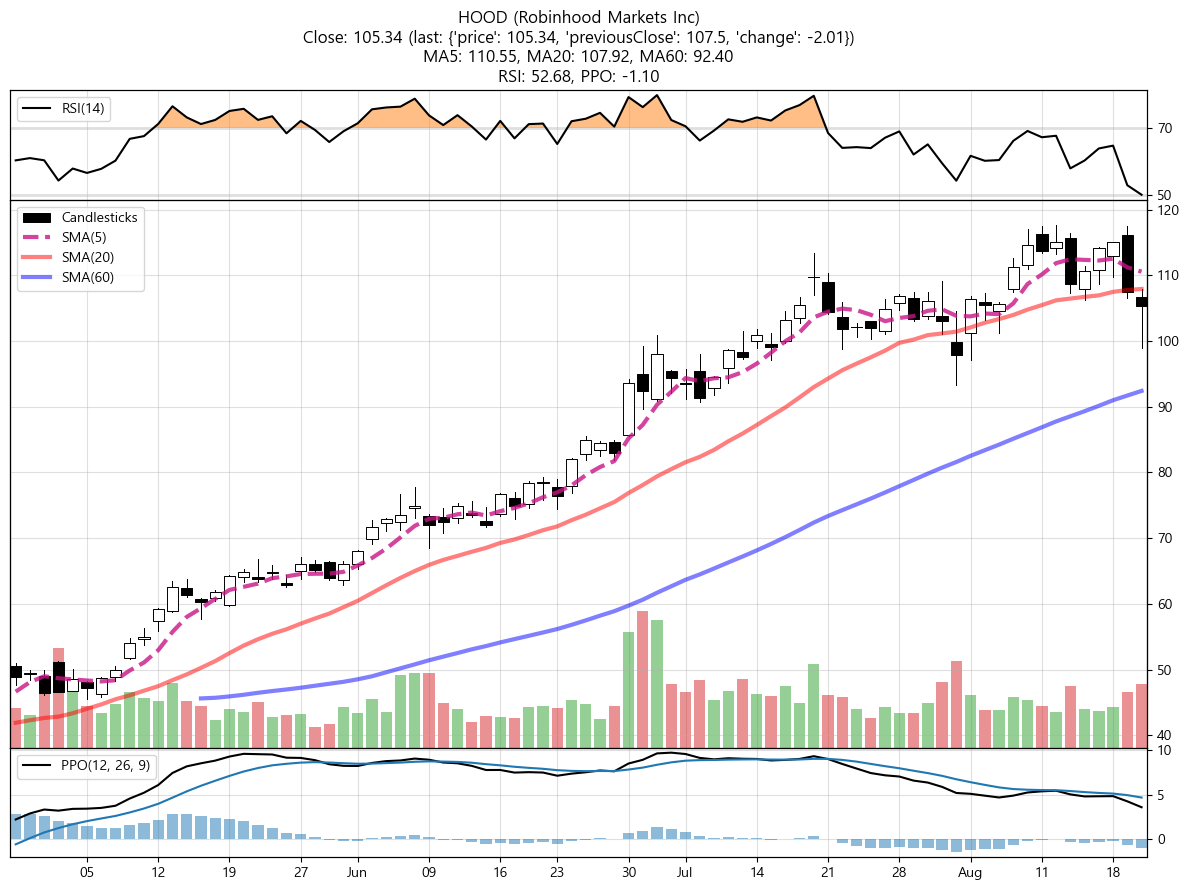 HOOD (Robinhood Markets Inc)
Close: 105.34 (last: {'price': 105.34, 'previousClose': 107.5, 'change': -2.01})
MA5: 110.55, MA20: 107.92, MA60: 92.40
RSI: 52.68, PPO: -1.10
RSI(14)
70
50
Candlesticks
SMA(5)
SMA(20)
SMA(60)
120
110
100
90
80
70
60
50
40
PPO(12, 26, 9)
10
5
0
05 12 19 27 Jun 09 16 23 30 Jul 07 14 21 28 Aug 11 18